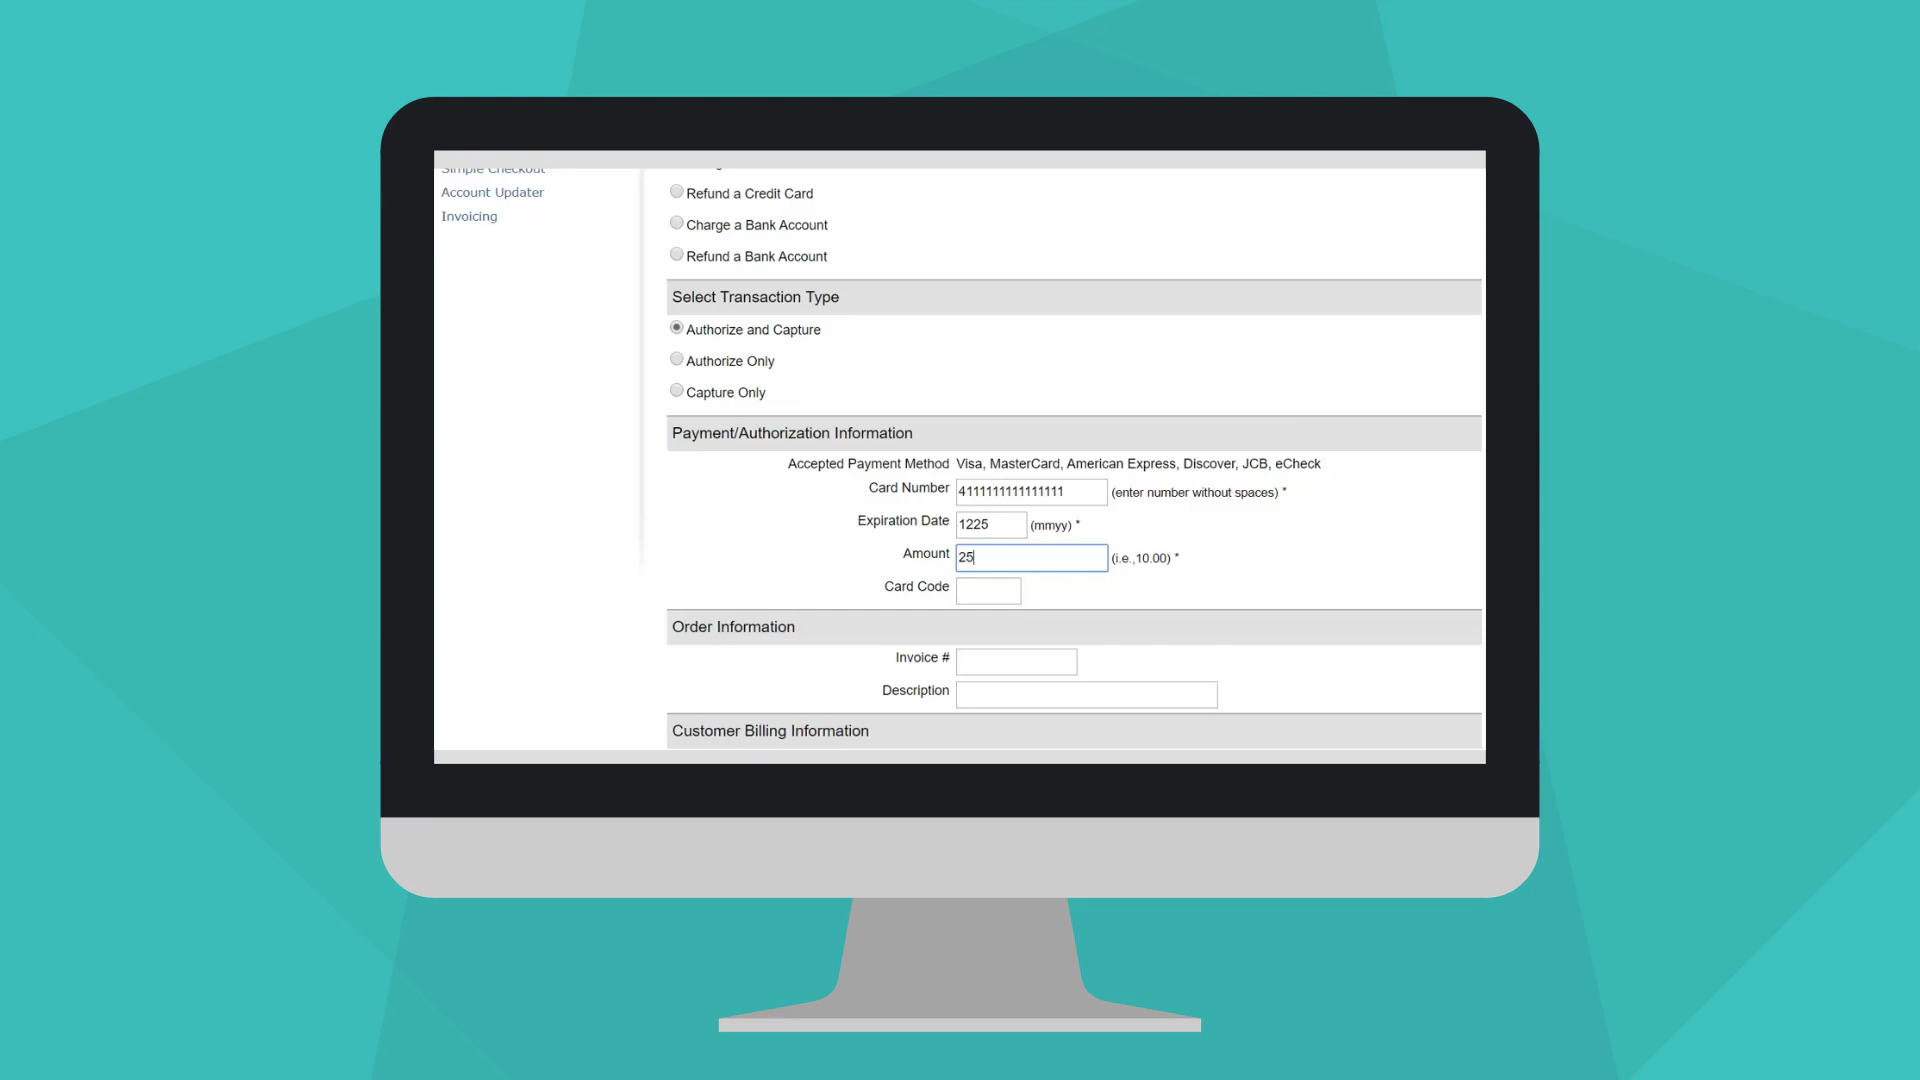 Simple Checkout
Account Updater
Invoicing
Refund a Credit Card
Charge a Bank Account
Refund a Bank Account
Select Transaction Type
Authorize and Capture
Authorize Only
Capture Only
Payment/Authorization Information
Accepted Payment Method Visa, MasterCard, American Express, Discover, JCB, eCheck
Card Number 4111111111111111 (enter number without spaces) *
Expiration Date 1225 (mmyy) *
Amount 25 (i.e.,10.00) *
Card Code
Order Information
Invoice #
Description
Customer Billing Information